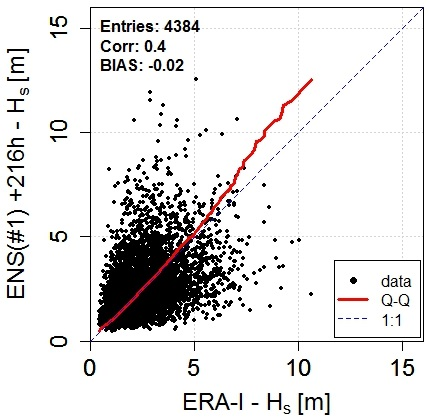 Entries: 4384
Corr: 0.4
BIAS: -0.02
15
10
5
0
ENS(#1) +216h - Hs [m]
data
Q-Q
1:1
0
5
10
15
ERA-I - Hs [m]